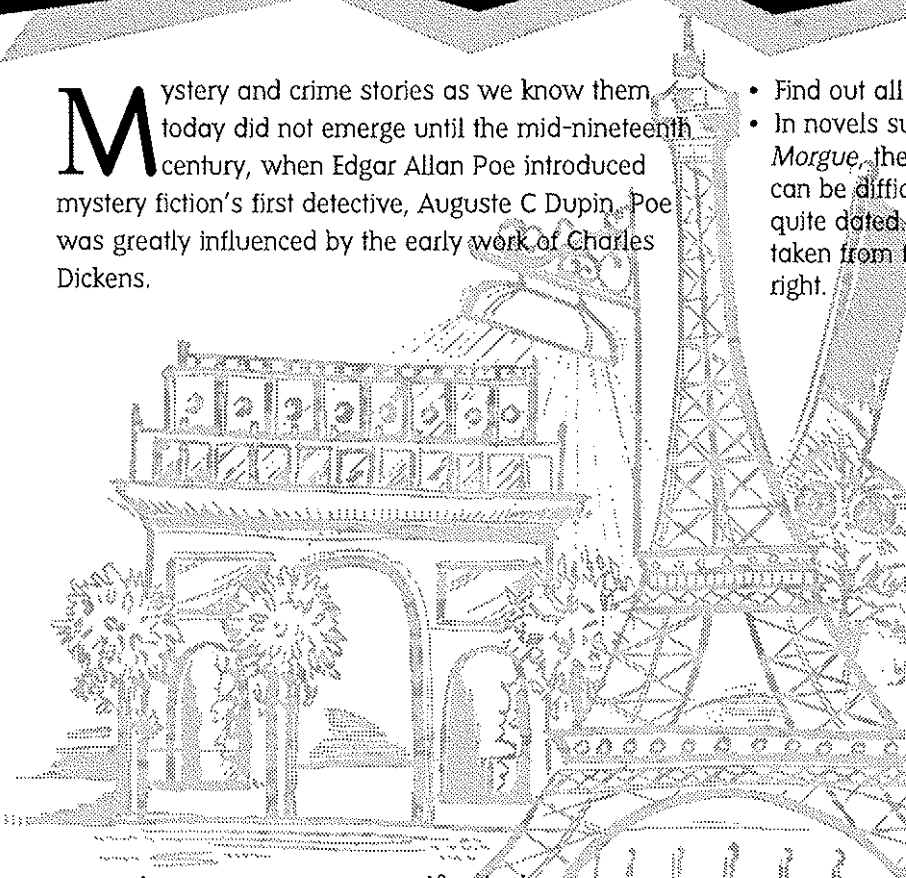 Mystery and crime stories as we know them
today did not emerge until the mid-nineteenth
century, when Edgar Allan Poe introduced
mystery fiction's first detective, Auguste C Dupin. Poe
was greatly influenced by the early work of Charles
Dickens.
• Find out all
• In novels su
Morgue, the
can be diffic
quite dated.
taken from t
right.